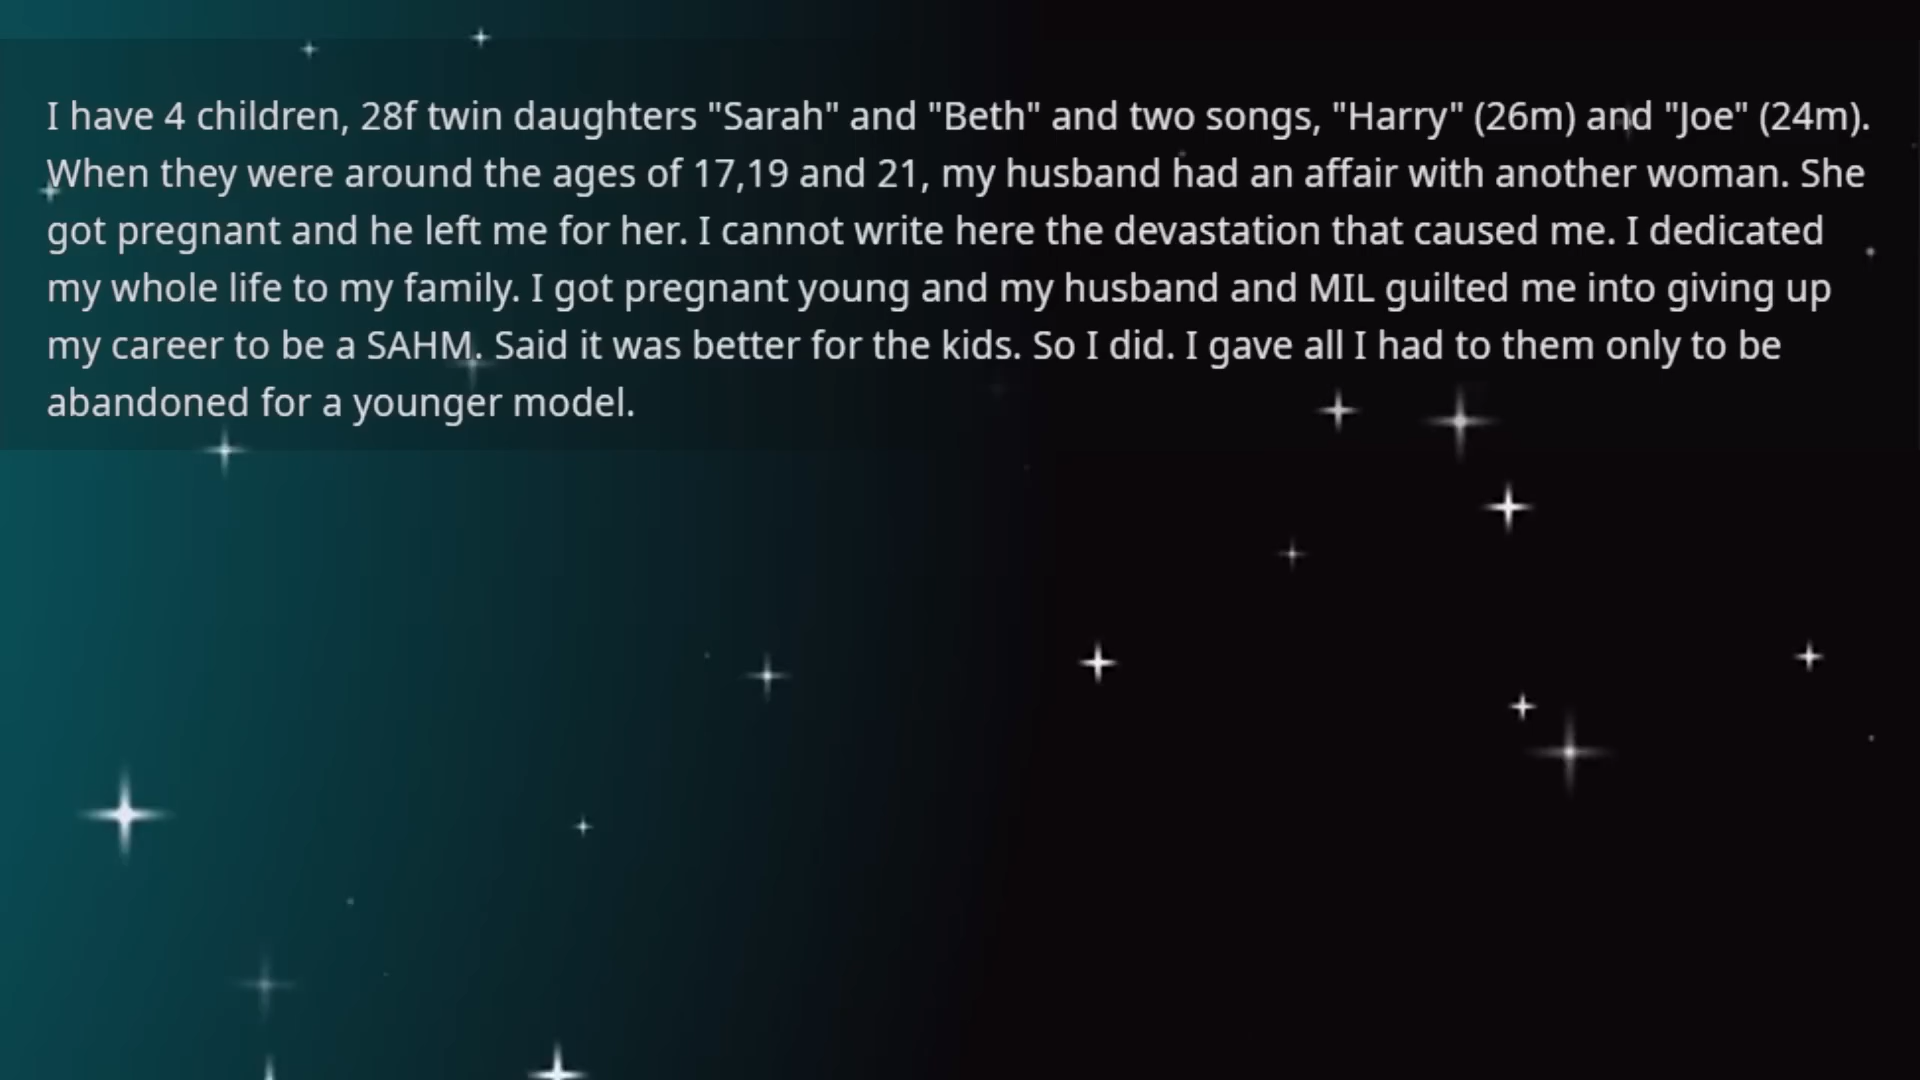 I have 4 children, 28f twin daughters "Sarah" and "Beth" and two songs, "Harry" (26m) and "Joe" (24m).
When they were around the ages of 17,19 and 21, my husband had an affair with another woman. She
got pregnant and he left me for her. I cannot write here the devastation that caused me. I dedicated
my whole life to my family. I got pregnant young and my husband and MIL guilted me into giving up
my career to be a SAHM. Said it was better for the kids. So I did. I gave all I had to them only to be
abandoned for a younger model.